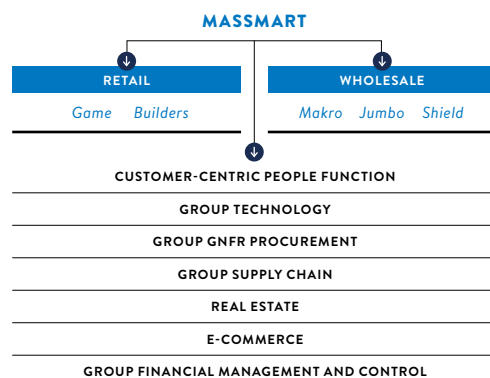 MASSMART
RETAIL
WHOLESALE
Game Builders
Makro Jumbo Shield
CUSTOMER-CENTRIC PEOPLE FUNCTION
GROUP TECHNOLOGY
GROUP GNFR PROCUREMENT
GROUP SUPPLY CHAIN
REAL ESTATE
E-COMMERCE
GROUP FINANCIAL MANAGEMENT AND CONTROL